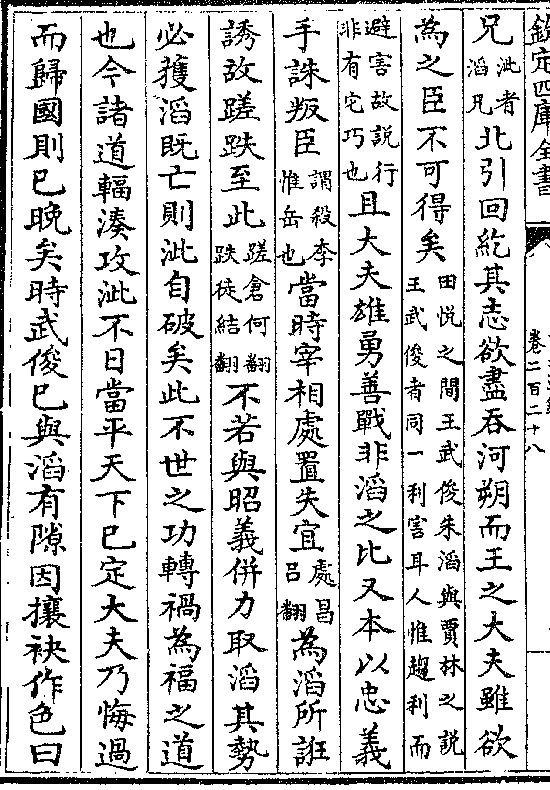 欽定四庫全書
卷二百二十八
兄泚者滔兄北引回紇其志欲盡吞河朔而王之大夫雖欲
為之臣不可得矣田悦之間王武俊朱滔與賈林之説王武俊者同一利害耳人惟趨利而
避害故説行非有它巧也且大夫雄勇善戰非滔之比又本以忠義
手誅叛臣謂殺李惟岳也當時宰相處置失宜處昌吕翻為滔所誑
誘故蹉跌至此蹉倉何翻跌徒結翻不若與昭義併力取滔其勢
必獲滔既亡則泚自破矣此不世之功轉禍為福之道
也今諸道輻湊攻泚不日當平天下已定大夫乃悔過
而歸國則已晚矣時武俊已與滔有隙因攘袂作色曰